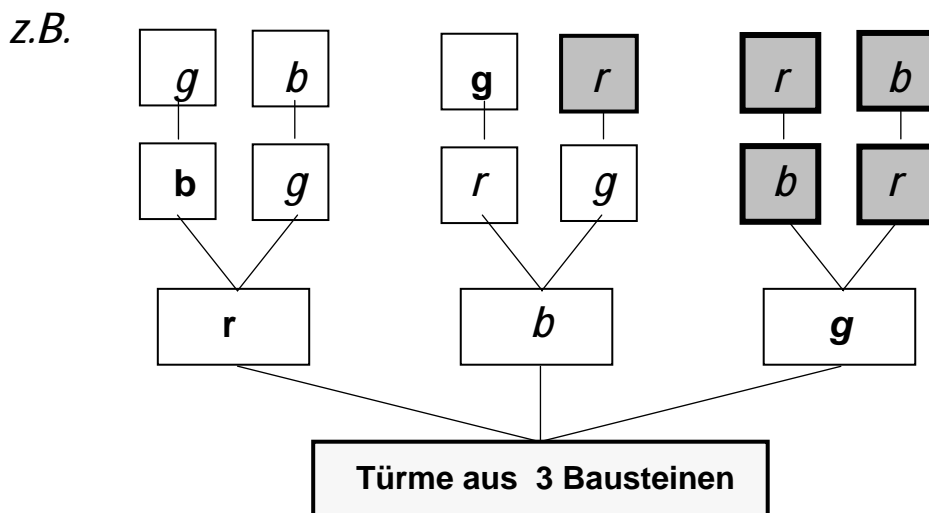 z.B.
g b g r r b
b g r g b r
r b g
Türme aus 3 Bausteinen